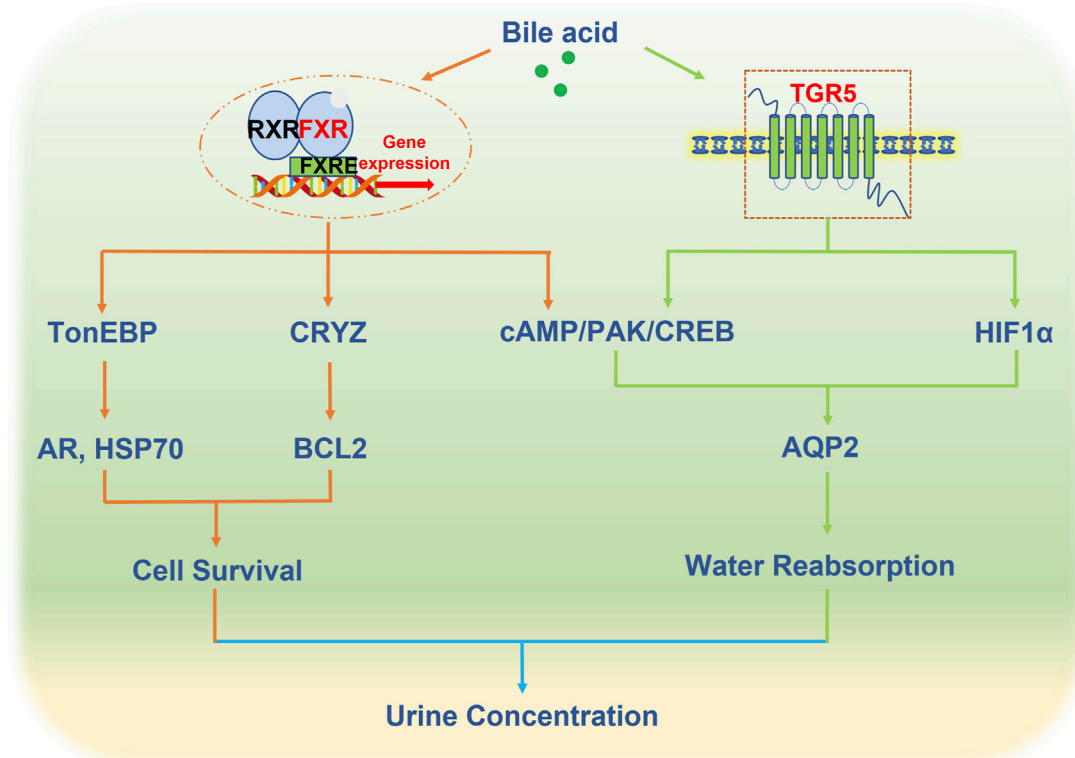 Bile acid
RXR FXR
FXRE
Gene
expression
TGR5
TonEBP
CRYZ
cAMP/PAK/CREB
HIF1α
AR, HSP70
BCL2
AQP2
Cell Survival
Water Reabsorption
Urine Concentration